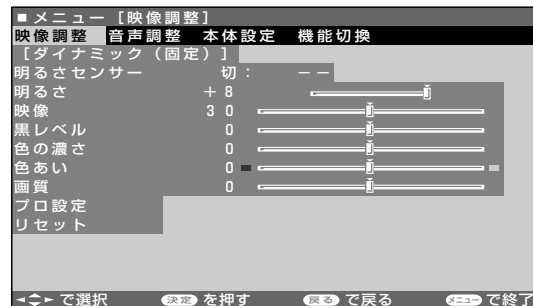 ■メニュー [映像調整]
映像調整 音声調整 本体設定 機能切換
[ダイナミック(固定)]
明るさセンサー 切: −−
明るさ +8
映像 30
黒レベル 0
色の濃さ 0
色あい 0
画質 0
プロ設定
リセット
で選択 決定 を押す 戻る で戻る メニュー で終了